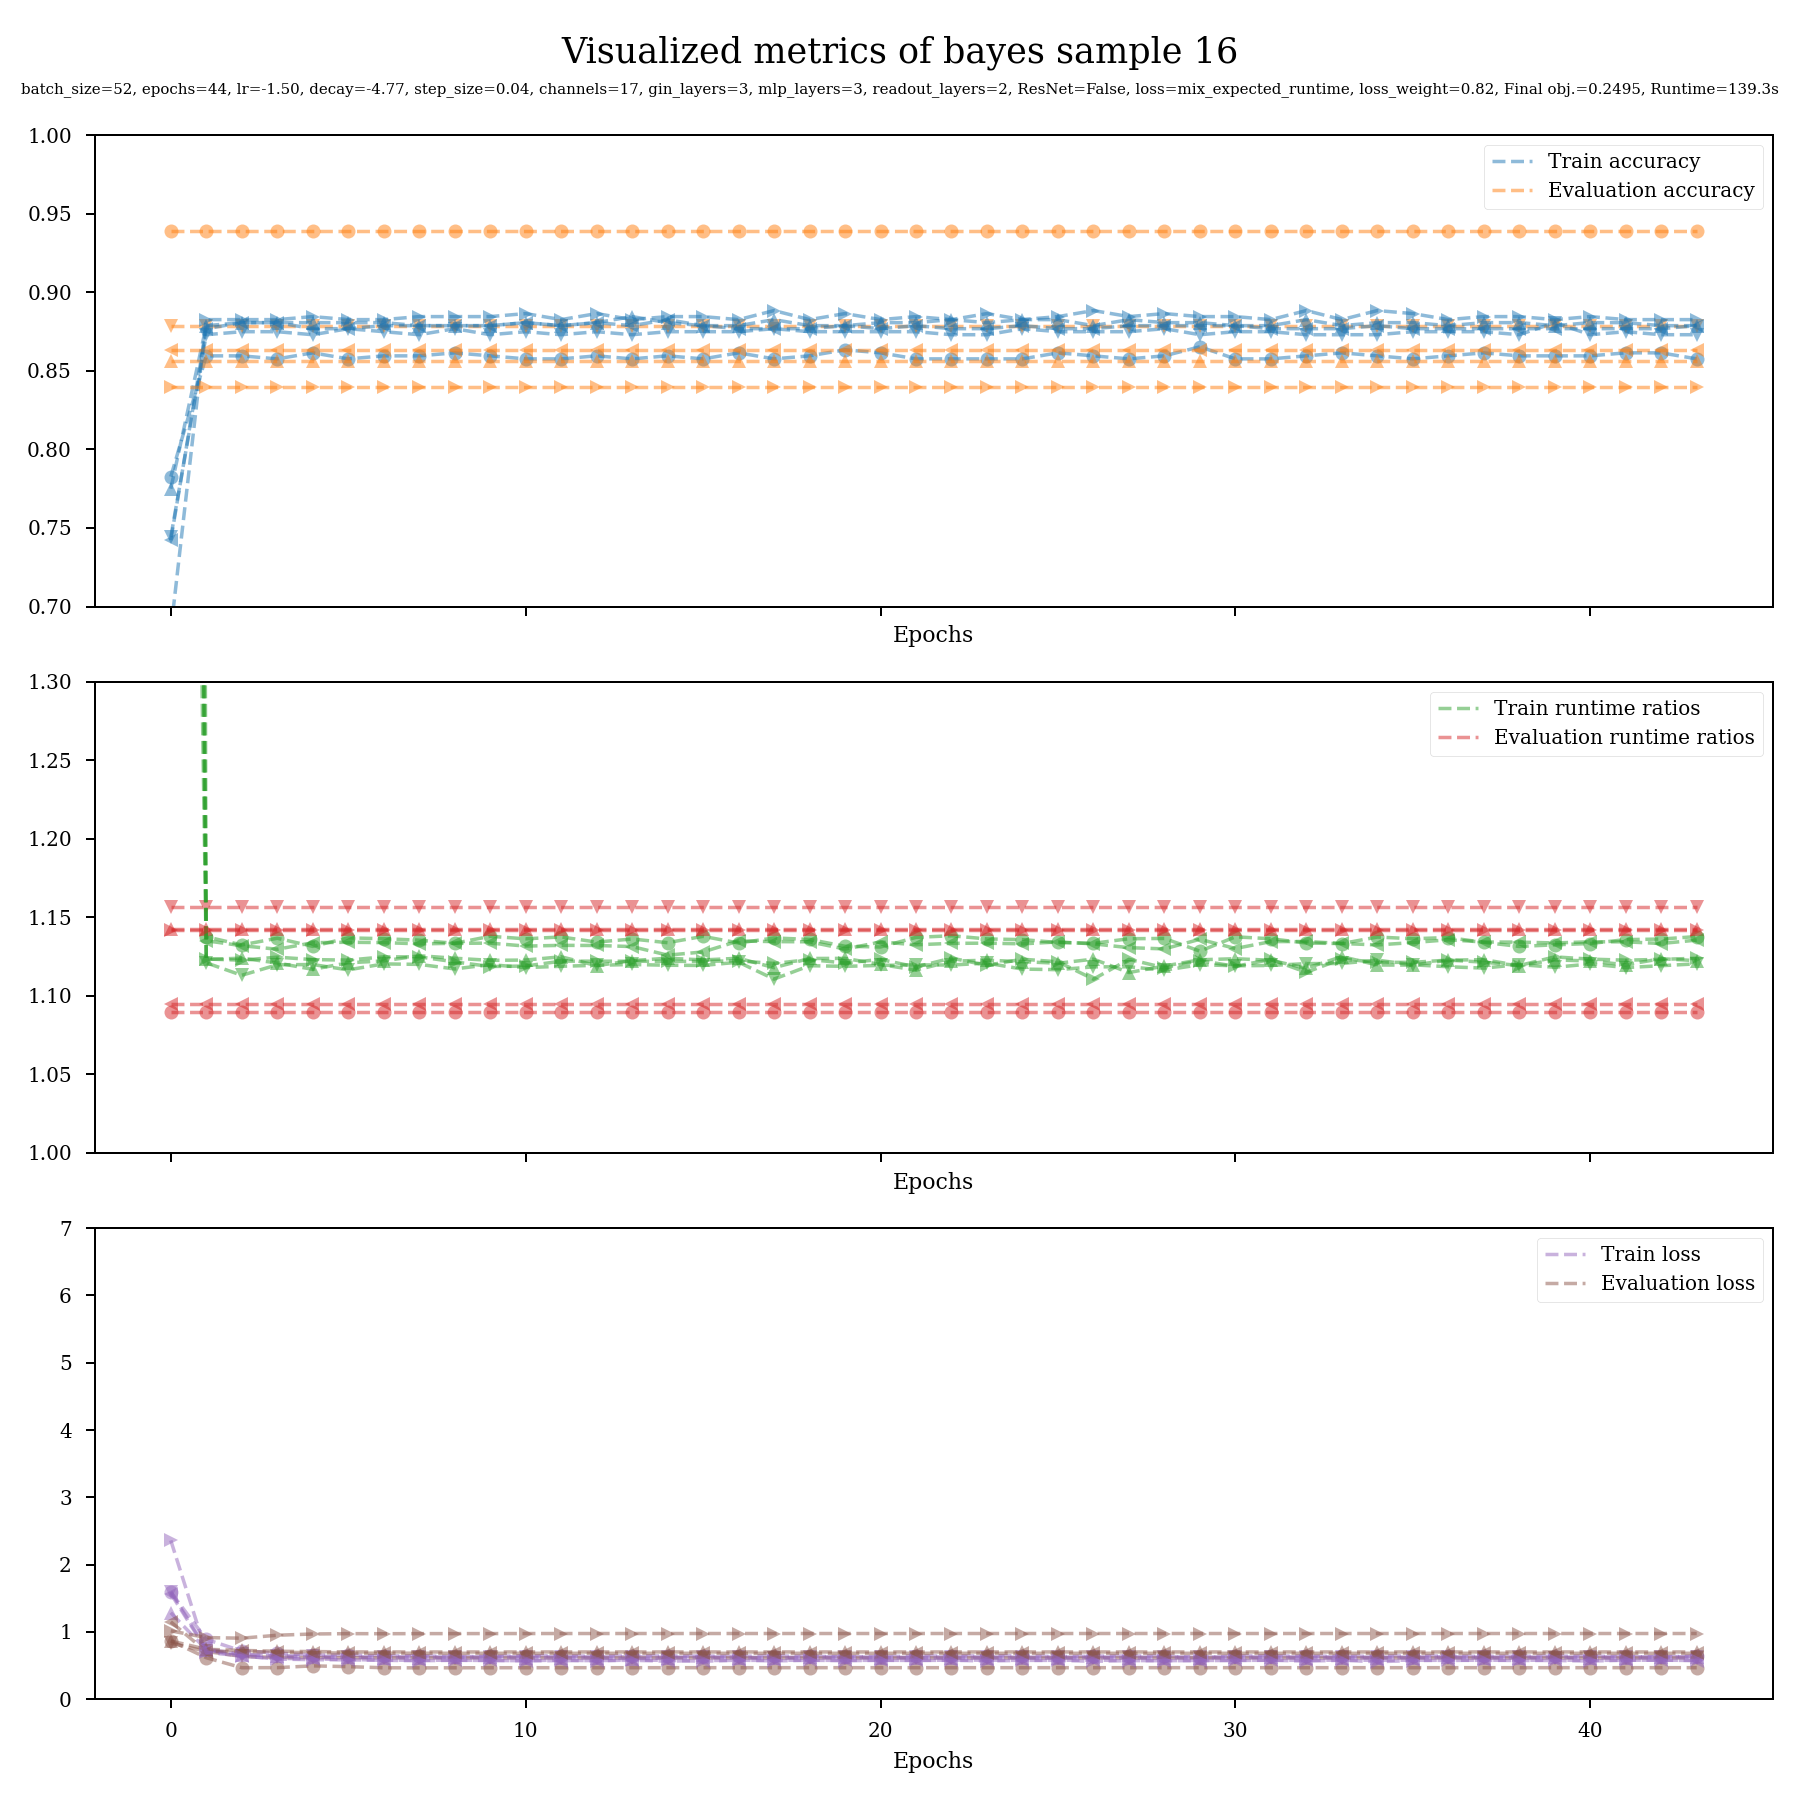 Visualized metrics of bayes sample 16
batch_size=52, epochs=44, lr=-1.50, decay=-4.77, step_size=0.04, channels=17, gin_layers=3, mlp_layers=3, readout_layers=2, ResNet=False, loss=mix_expected_runtime, loss_weight=0.82, Final obj.=0.2495, Runtime=139.3s
1.00
0.95
0.90
0.85
0.80
0.75
0.70
Train accuracy
Evaluation accuracy
Epochs
1.30
1.25
1.20
1.15
1.10
1.05
1.00
Train runtime ratios
Evaluation runtime ratios
Epochs
7
6
5
4
3
2
1
0
Train loss
Evaluation loss
0 10 20 30 40
Epochs